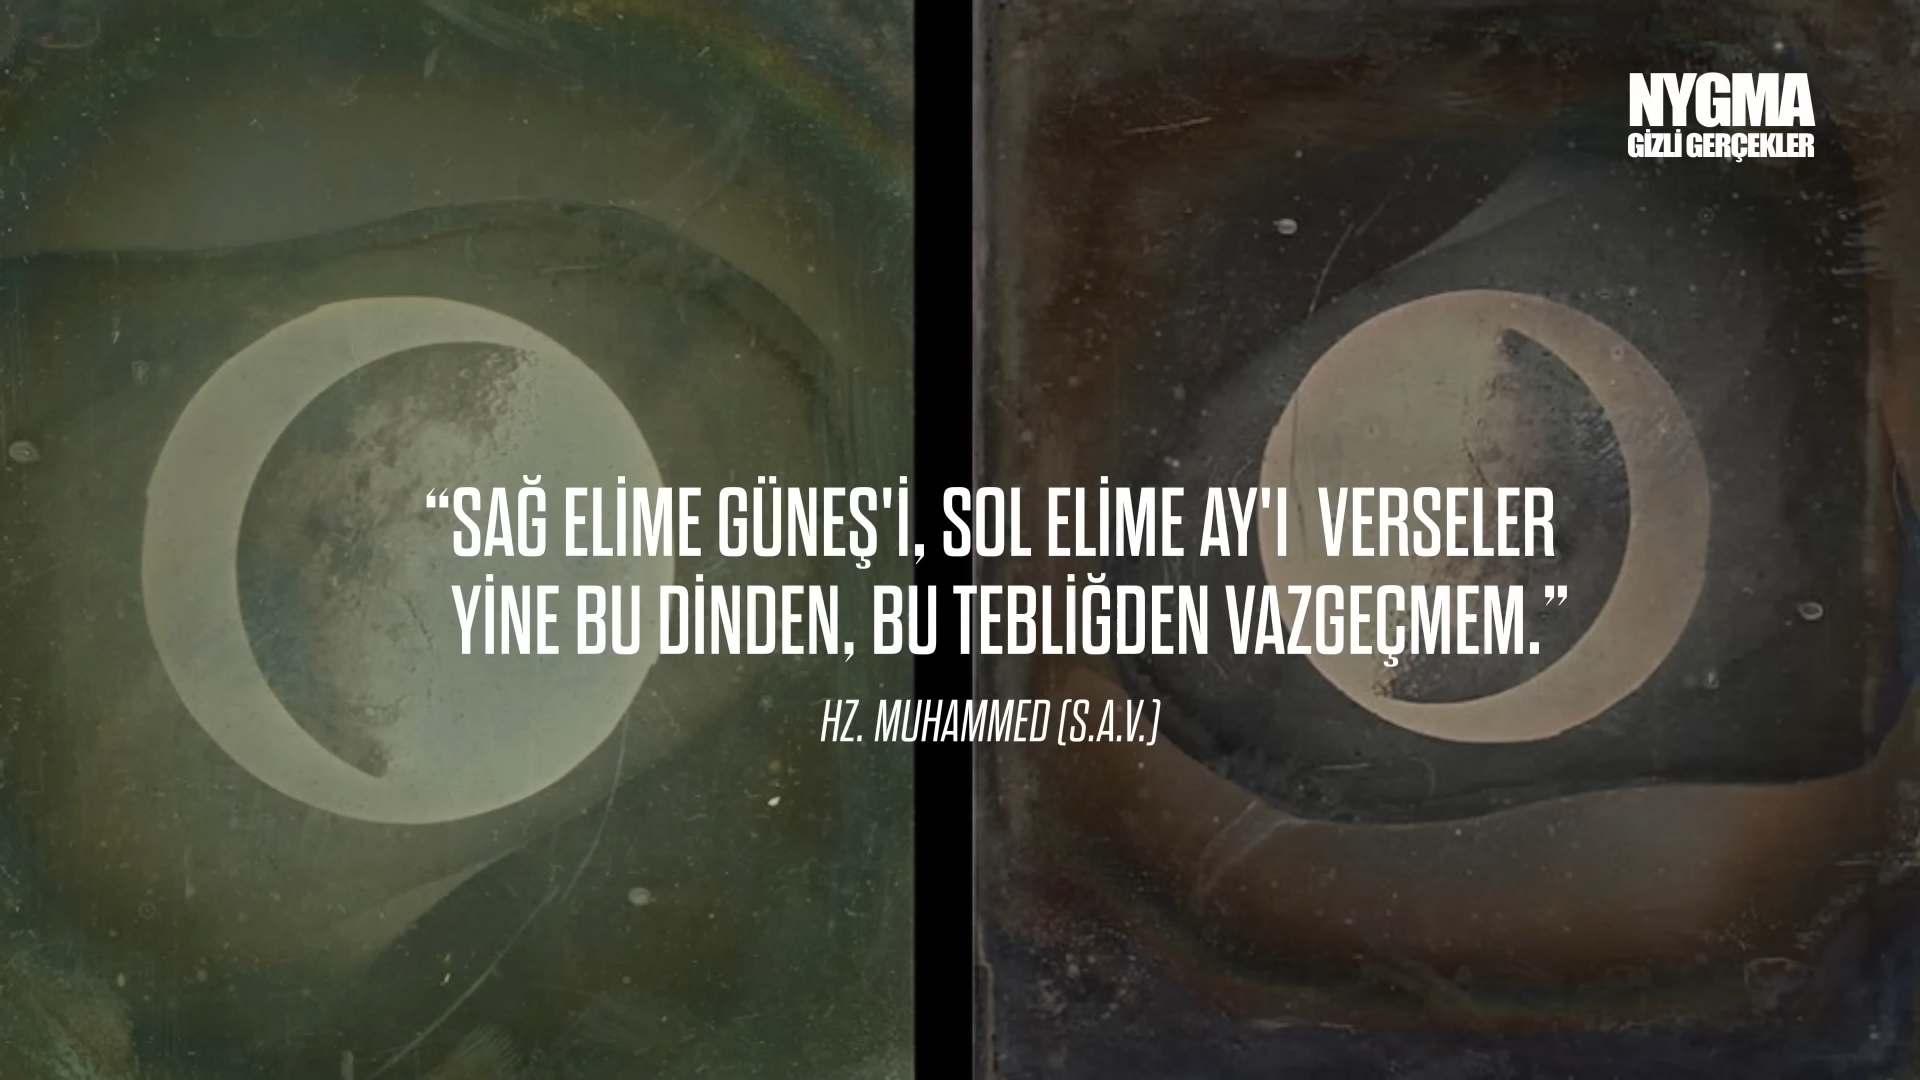 NYGMA
GİZLİ GERÇEKLER
“SAĞ ELİME GÜNEŞ'İ, SOL ELİME AY'I VERSELER
YİNE BU DİNDEN, BU TEBLİĞDEN VAZGEÇMEM.”
HZ. MUHAMMED (S.A.V.)